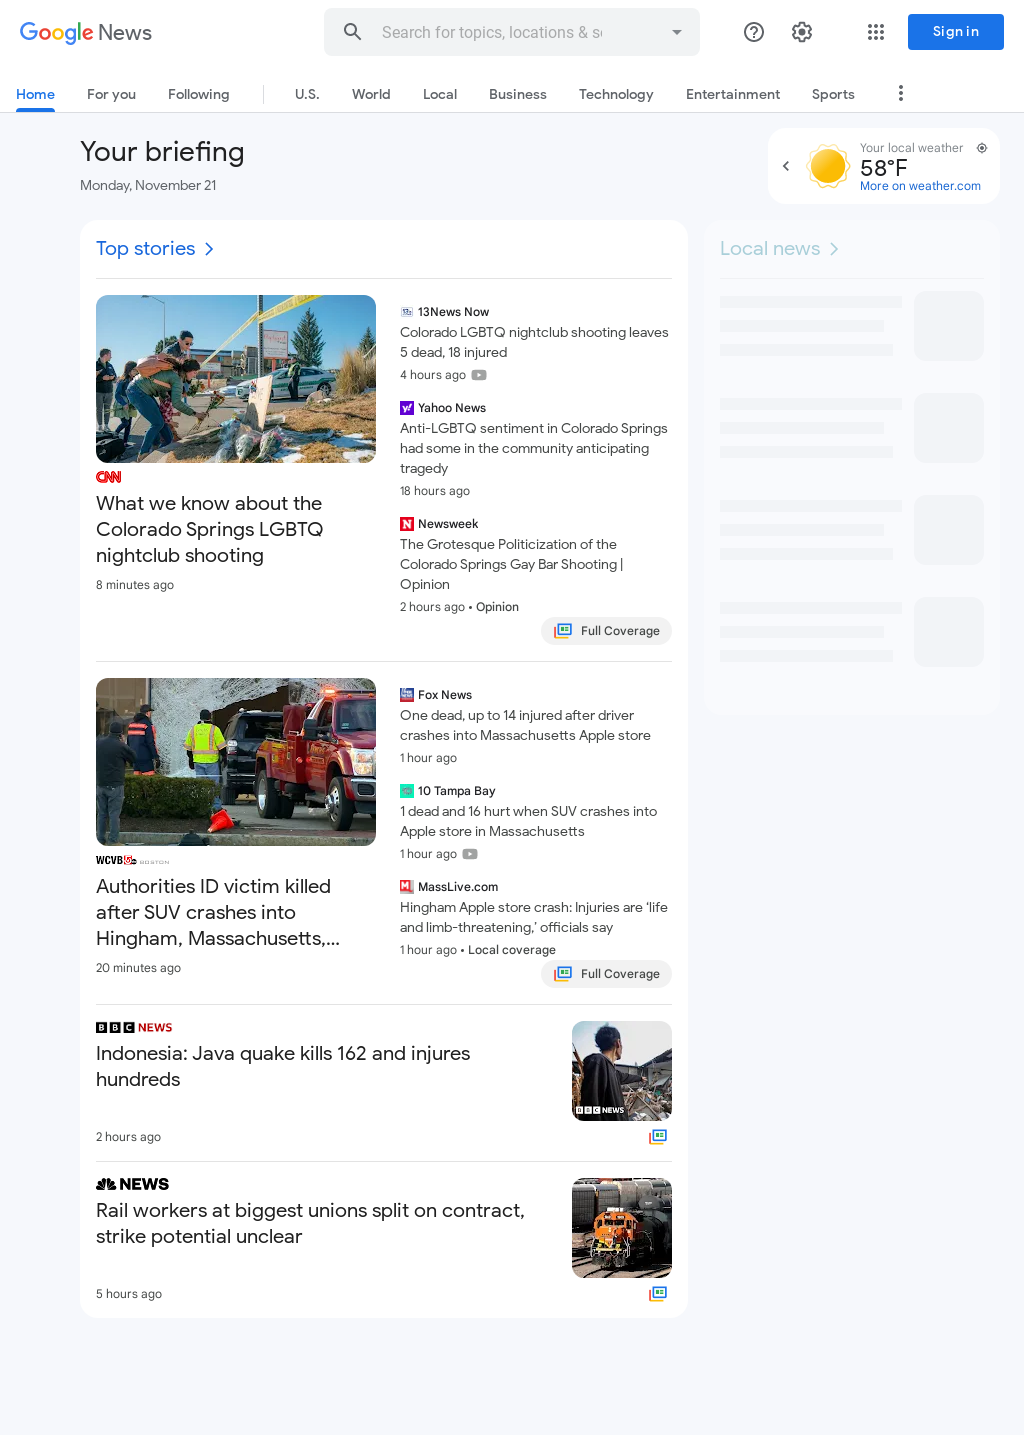 Google News
Search for topics, locations & so
Sign in
Home
For you
Following
U.S.
World
Local
Business
Technology
Entertainment
Sports
Your briefing
Monday, November 21
Your local weather
58°F
More on weather.com
Top stories
Local news
CNN
What we know about the
Colorado Springs LGBTQ
nightclub shooting
8 minutes ago
13News Now
Colorado LGBTQ nightclub shooting leaves
5 dead, 18 injured
4 hours ago
Yahoo News
Anti-LGBTQ sentiment in Colorado Springs
had some in the community anticipating
tragedy
18 hours ago
Newsweek
The Grotesque Politicization of the
Colorado Springs Gay Bar Shooting |
Opinion
2 hours ago • Opinion
Full Coverage
WCVB5 BOSTON
Authorities ID victim killed
after SUV crashes into
Hingham, Massachusetts,...
20 minutes ago
Fox News
One dead, up to 14 injured after driver
crashes into Massachusetts Apple store
1 hour ago
10 Tampa Bay
1 dead and 16 hurt when SUV crashes into
Apple store in Massachusetts
1 hour ago
MassLive.com
Hingham Apple store crash: Injuries are ‘life
and limb-threatening,’ officials say
1 hour ago • Local coverage
Full Coverage
BBC NEWS
Indonesia: Java quake kills 162 and injures
hundreds
2 hours ago
BBC NEWS
NEWS
Rail workers at biggest unions split on contract,
strike potential unclear
5 hours ago